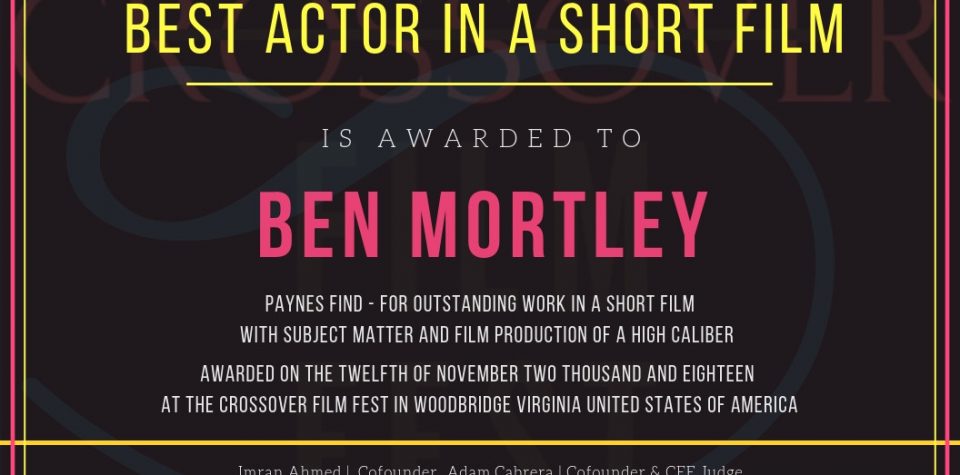 CROSSOVER
BEST ACTOR IN A SHORT FILM
IS AWARDED TO
FILM
BEN MORTLEY
PAYNES FIND - FOR OUTSTANDING WORK IN A SHORT FILM
WITH SUBJECT MATTER AND FILM PRODUCTION OF A HIGH CALIBER
FEST
AWARDED ON THE TWELFTH OF NOVEMBER TWO THOUSAND AND EIGHTEEN
AT THE CROSSOVER FILM FEST IN WOODBRIDGE VIRGINIA UNITED STATES OF AMERICA
Imran Ahmed | Cofounder Adam Cabrera | Cofounder & CFF Judge